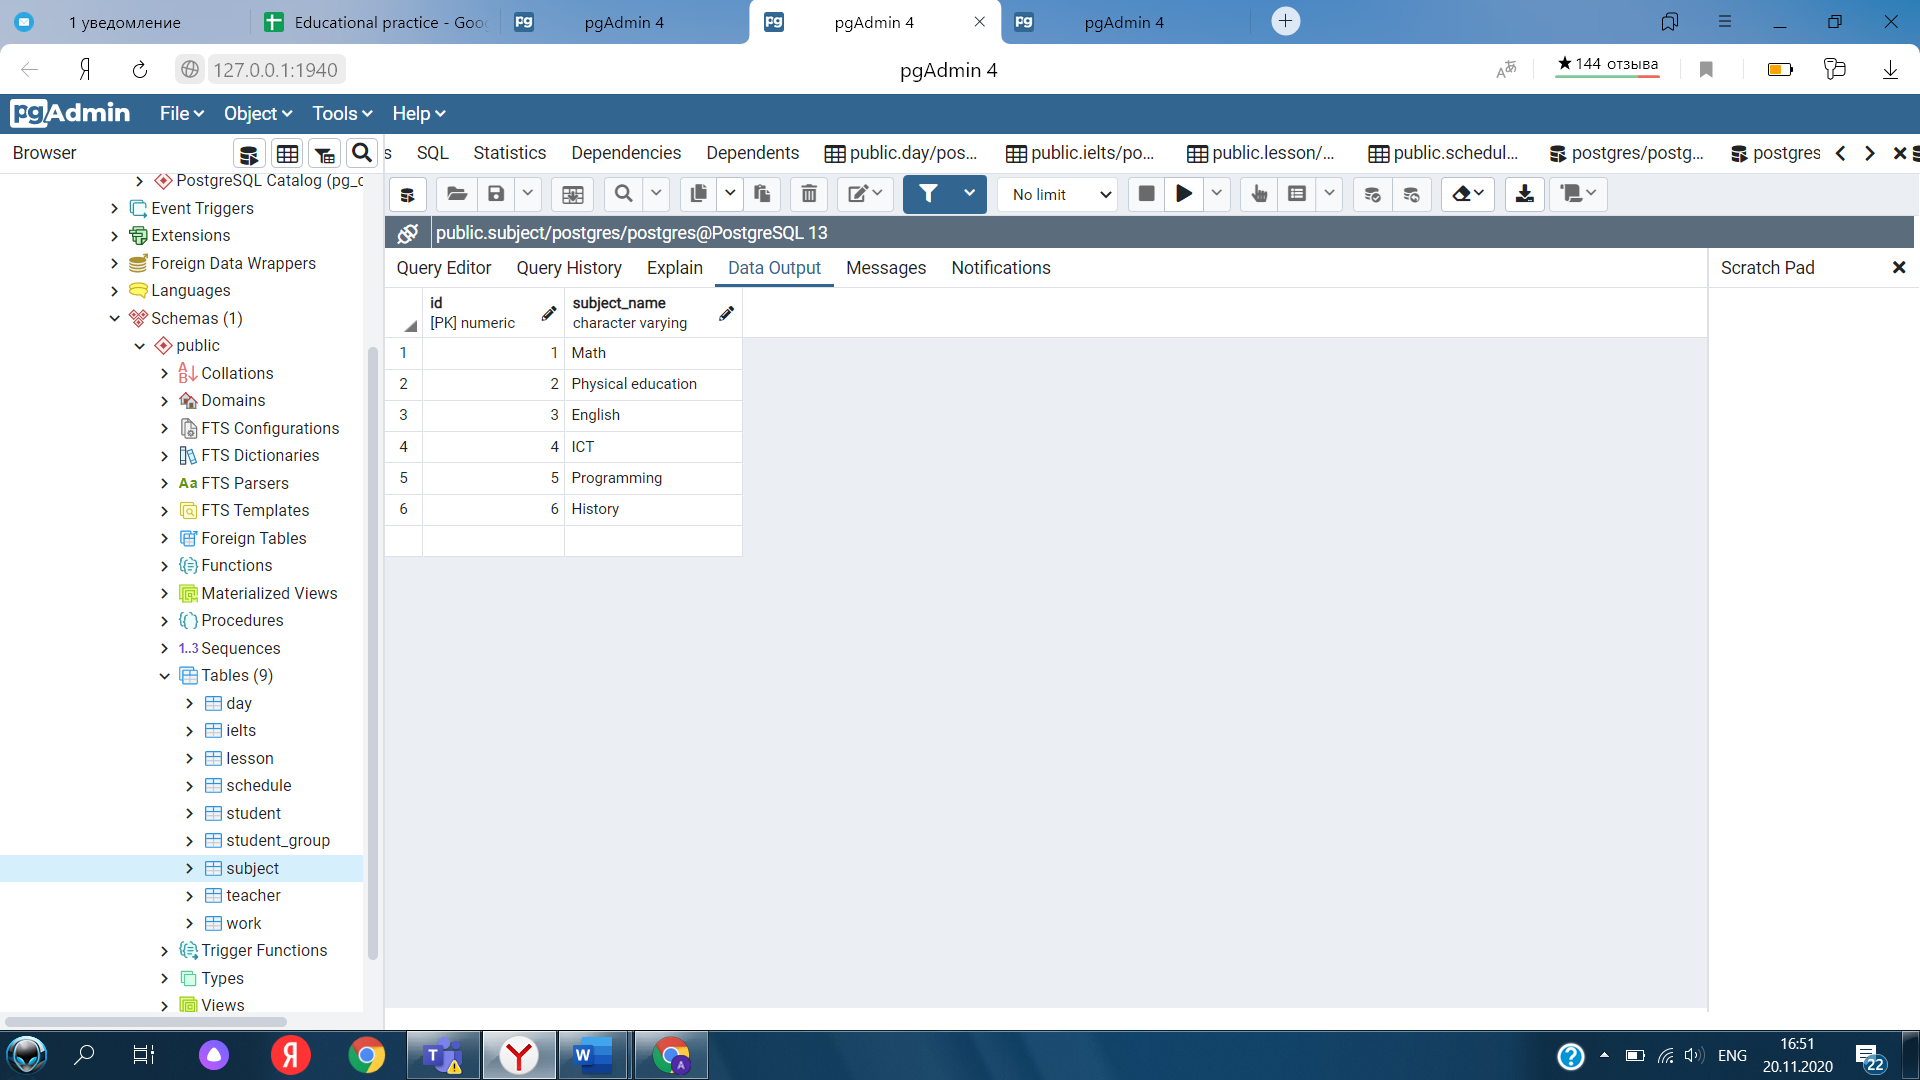 1 уведомление
Educational practice - Goo
pgAdmin 4
pgAdmin 4
pgAdmin 4
127.0.0.1:1940
pgAdmin 4
★144 отзыва
pgAdmin
File
Object
Tools
Help
Browser
s
SQL
Statistics
Dependencies
Dependents
public.day/pos...
public.ielts/po...
public.lesson/...
public.schedul...
postgres/postg...
postgres
No limit
public.subject/postgres/postgres@PostgreSQL 13
Query Editor
Query History
Explain
Data Output
Messages
Notifications
Scratch Pad
id
[PK] numeric
subject_name
character varying
1 1 Math
2 2 Physical education
3 3 English
4 4 ICT
5 5 Programming
6 6 History
PostgreSQL Catalog (pg_c
Event Triggers
Extensions
Foreign Data Wrappers
Languages
Schemas (1)
public
Collations
Domains
FTS Configurations
FTS Dictionaries
Aa FTS Parsers
FTS Templates
Foreign Tables
Functions
Materialized Views
Procedures
1..3 Sequences
Tables (9)
day
ielts
lesson
schedule
student
student_group
subject
teacher
work
Trigger Functions
Types
Views
ENG
16:51
20.11.2020
22